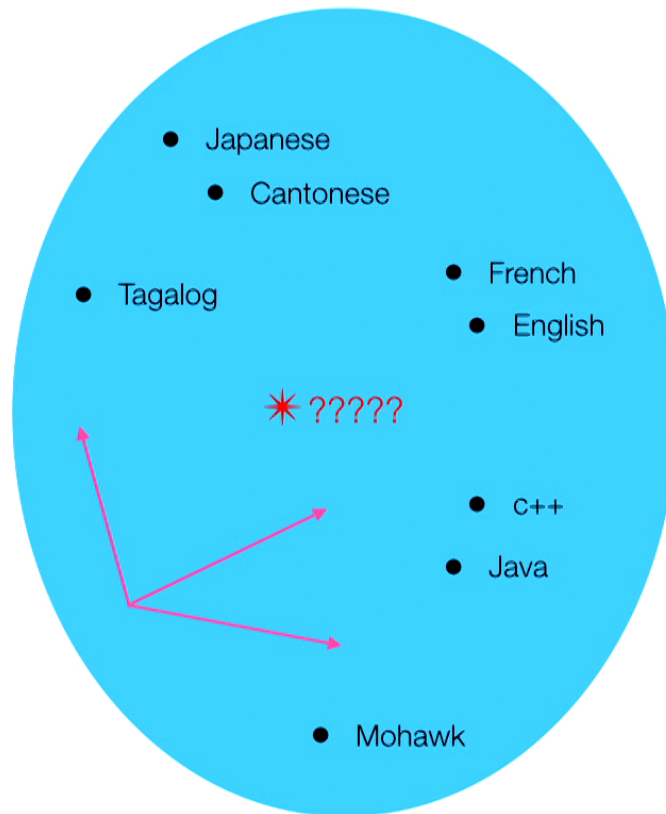 Japanese
Cantonese
French
Tagalog
English
?????
c++
Java
Mohawk